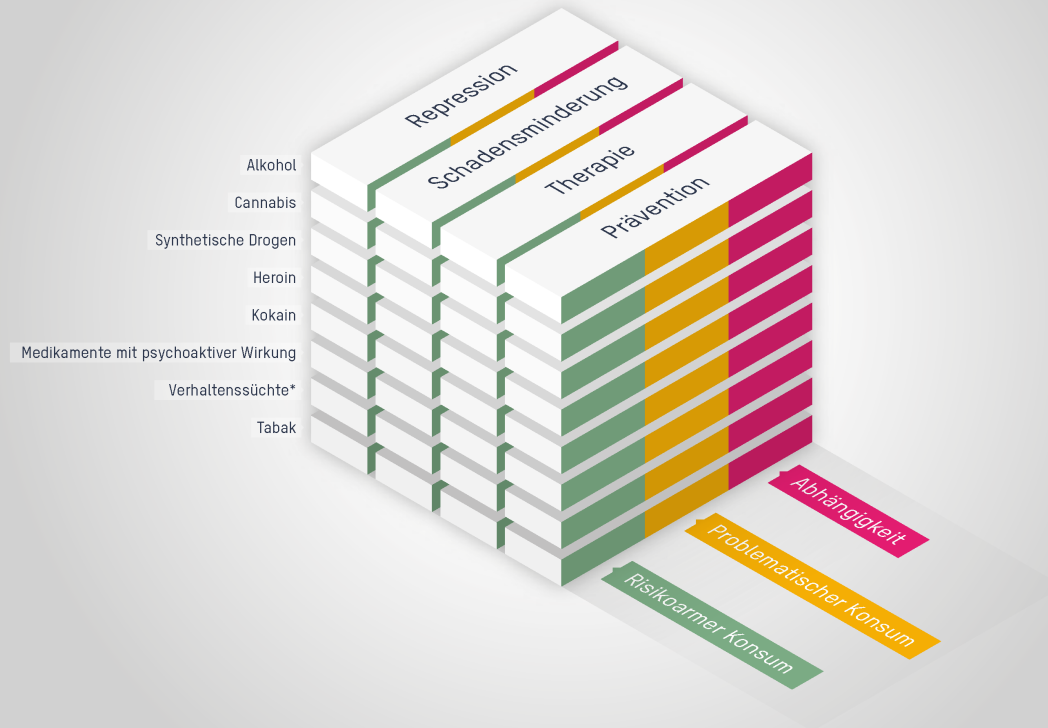 Repression
Schadensminderung
Therapie
Prävention
Alkohol
Cannabis
Synthetische Drogen
Heroin
Kokain
Medikamente mit psychoaktiver Wirkung
Verhaltenssüchte*
Tabak
Abhängigkeit
Problematischer Konsum
Risikoarmer Konsum